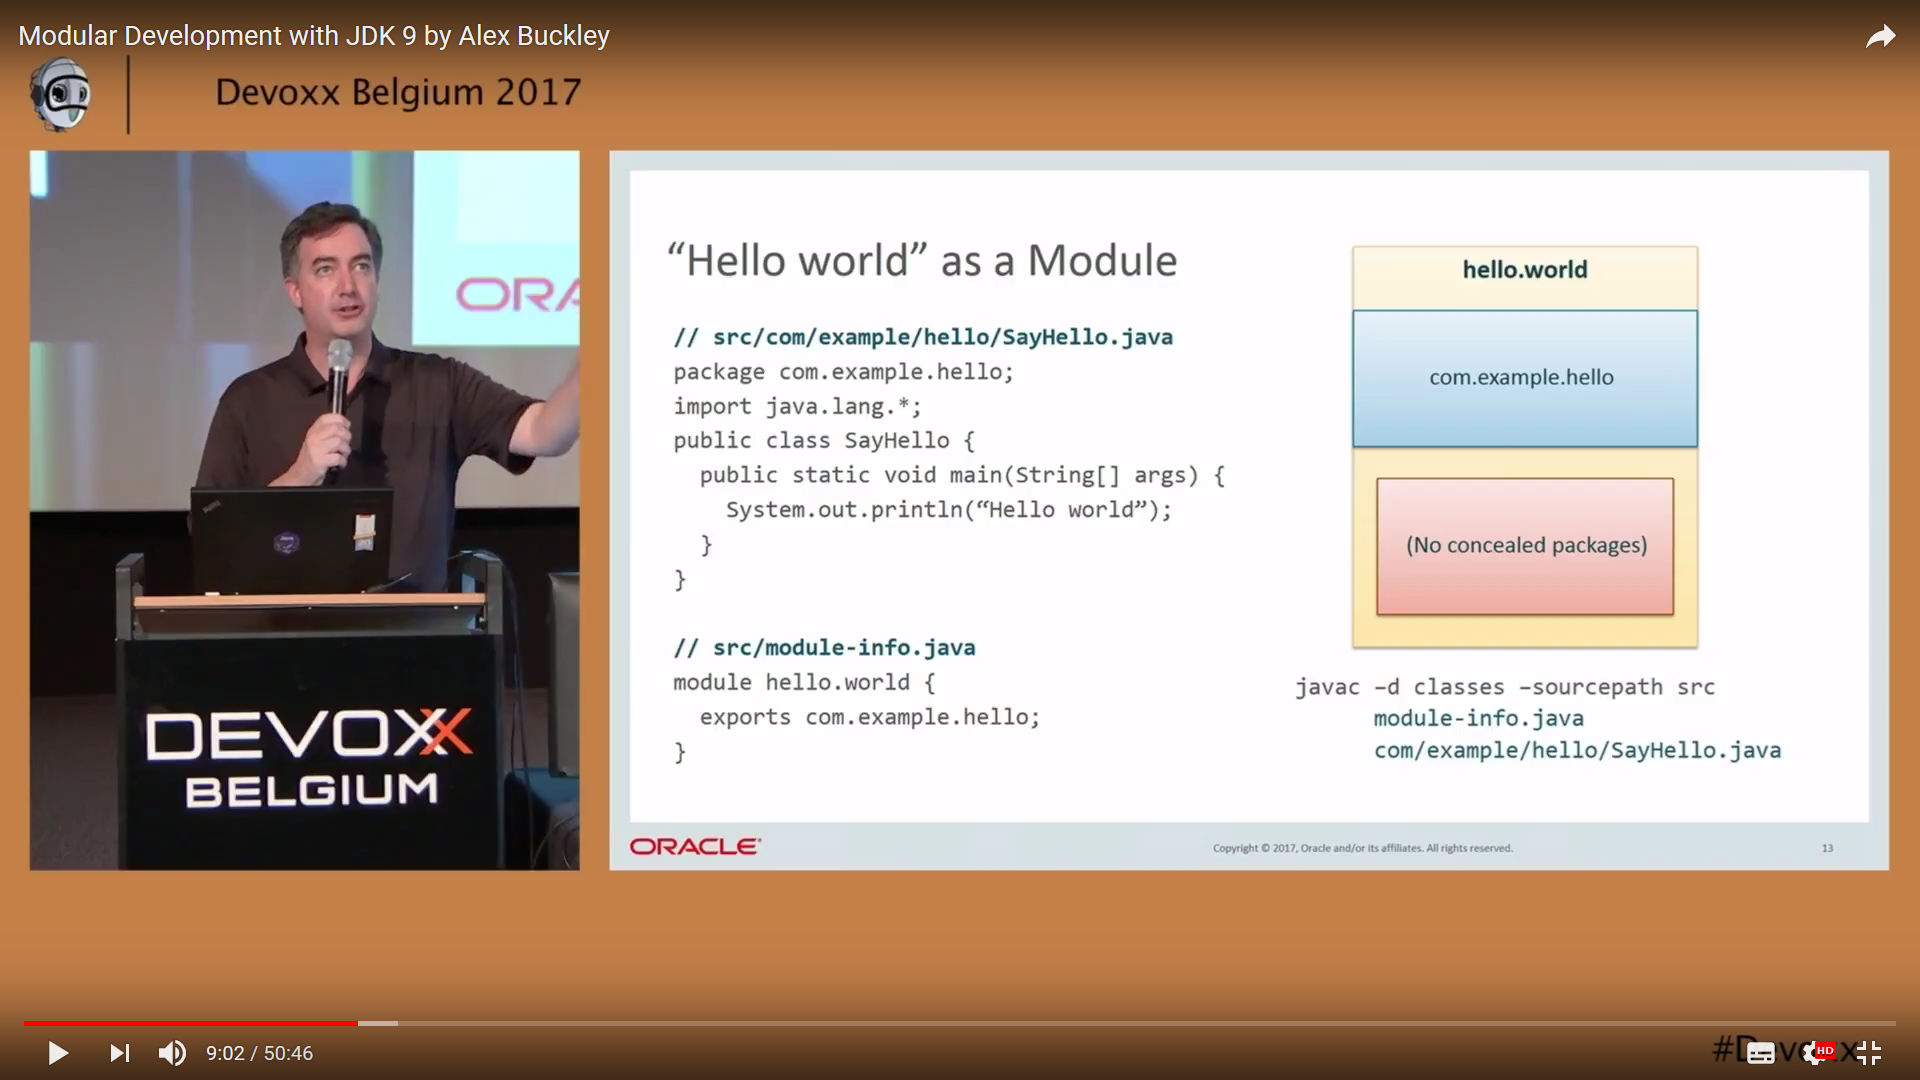 Modular Development with JDK 9 by Alex Buckley
Devoxx Belgium 2017
ORA
DEVOXX
BELGIUM
“Hello world” as a Module
// src/com/example/hello/SayHello.java
package com.example.hello;
import java.lang.*;
public class SayHello {
public static void main(String[] args) {
System.out.println(“Hello world”);
}
}
// src/module-info.java
module hello.world {
exports com.example.hello;
}
hello.world
com.example.hello
(No concealed packages)
javac –d classes –sourcepath src
module-info.java
com/example/hello/SayHello.java
ORACLE
Copyright © 2017, Oracle and/or its affiliates. All rights reserved.
13
9:02 / 50:46
HD